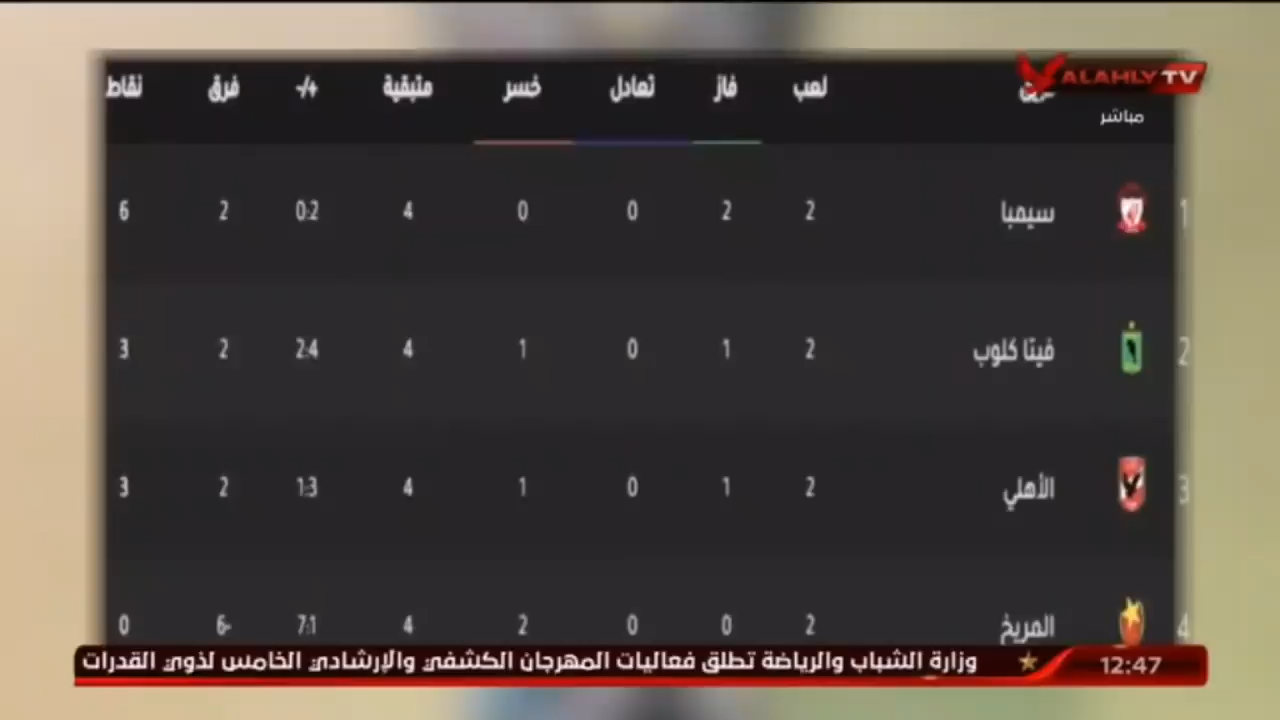 ALAHLY TV
مباشر
لعب فاز تعادل خسر متبقية +/- فرق نقاط
1 سيمبا 2 2 0 0 4 0:2 2 6
2 فيتا كلوب 2 1 0 1 4 2:4 2 3
3 الأهلي 2 1 0 1 4 1:3 2 3
4 المريخ 2 0 0 2 4 7:1 6- 0
12:47
وزارة الشباب والرياضة تطلق فعاليات المهرجان الكشفي والإرشادي الخامس لذوي القدرات